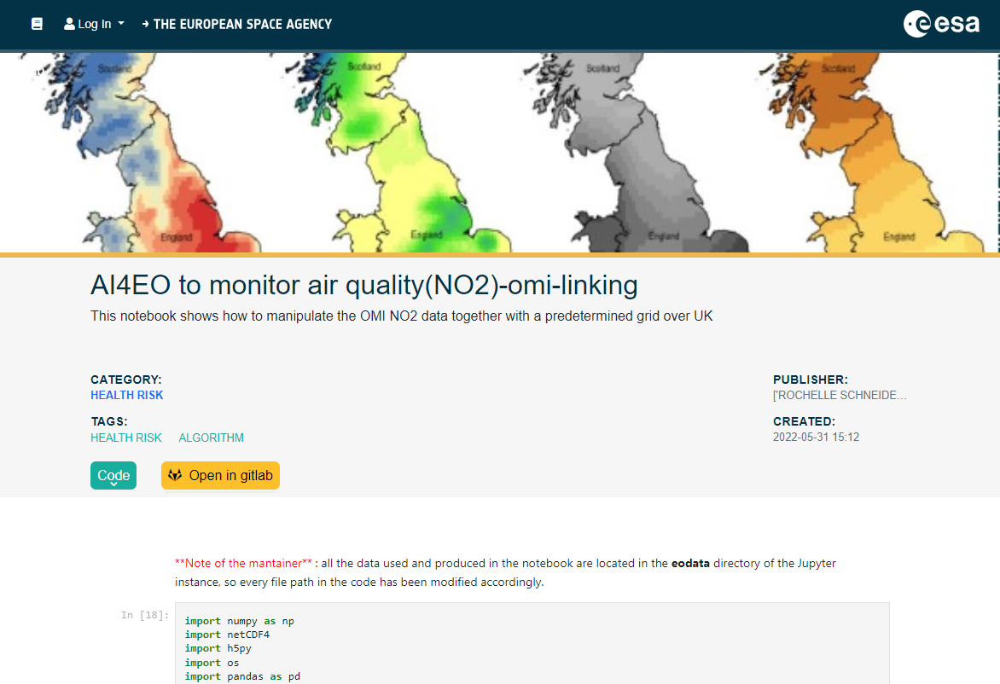 Log In
→ THE EUROPEAN SPACE AGENCY
esa
Scotland Scotland Scotland Scotland
England England England England
AI4EO to monitor air quality(NO2)-omi-linking
This notebook shows how to manipulate the OMI NO2 data together with a predetermined grid over UK
CATEGORY:
HEALTH RISK
PUBLISHER:
['ROCHELLE SCHNEIDE...
TAGS:
HEALTH RISK ALGORITHM
CREATED:
2022-05-31 15:12
Code
Open in gitlab
**Note of the mantainer** : all the data used and produced in the notebook are located in the eodata directory of the Jupyter
instance, so every file path in the code has been modified accordingly.
In [18]:
import numpy as np
import netCDF4
import h5py
import os
import pandas as pd